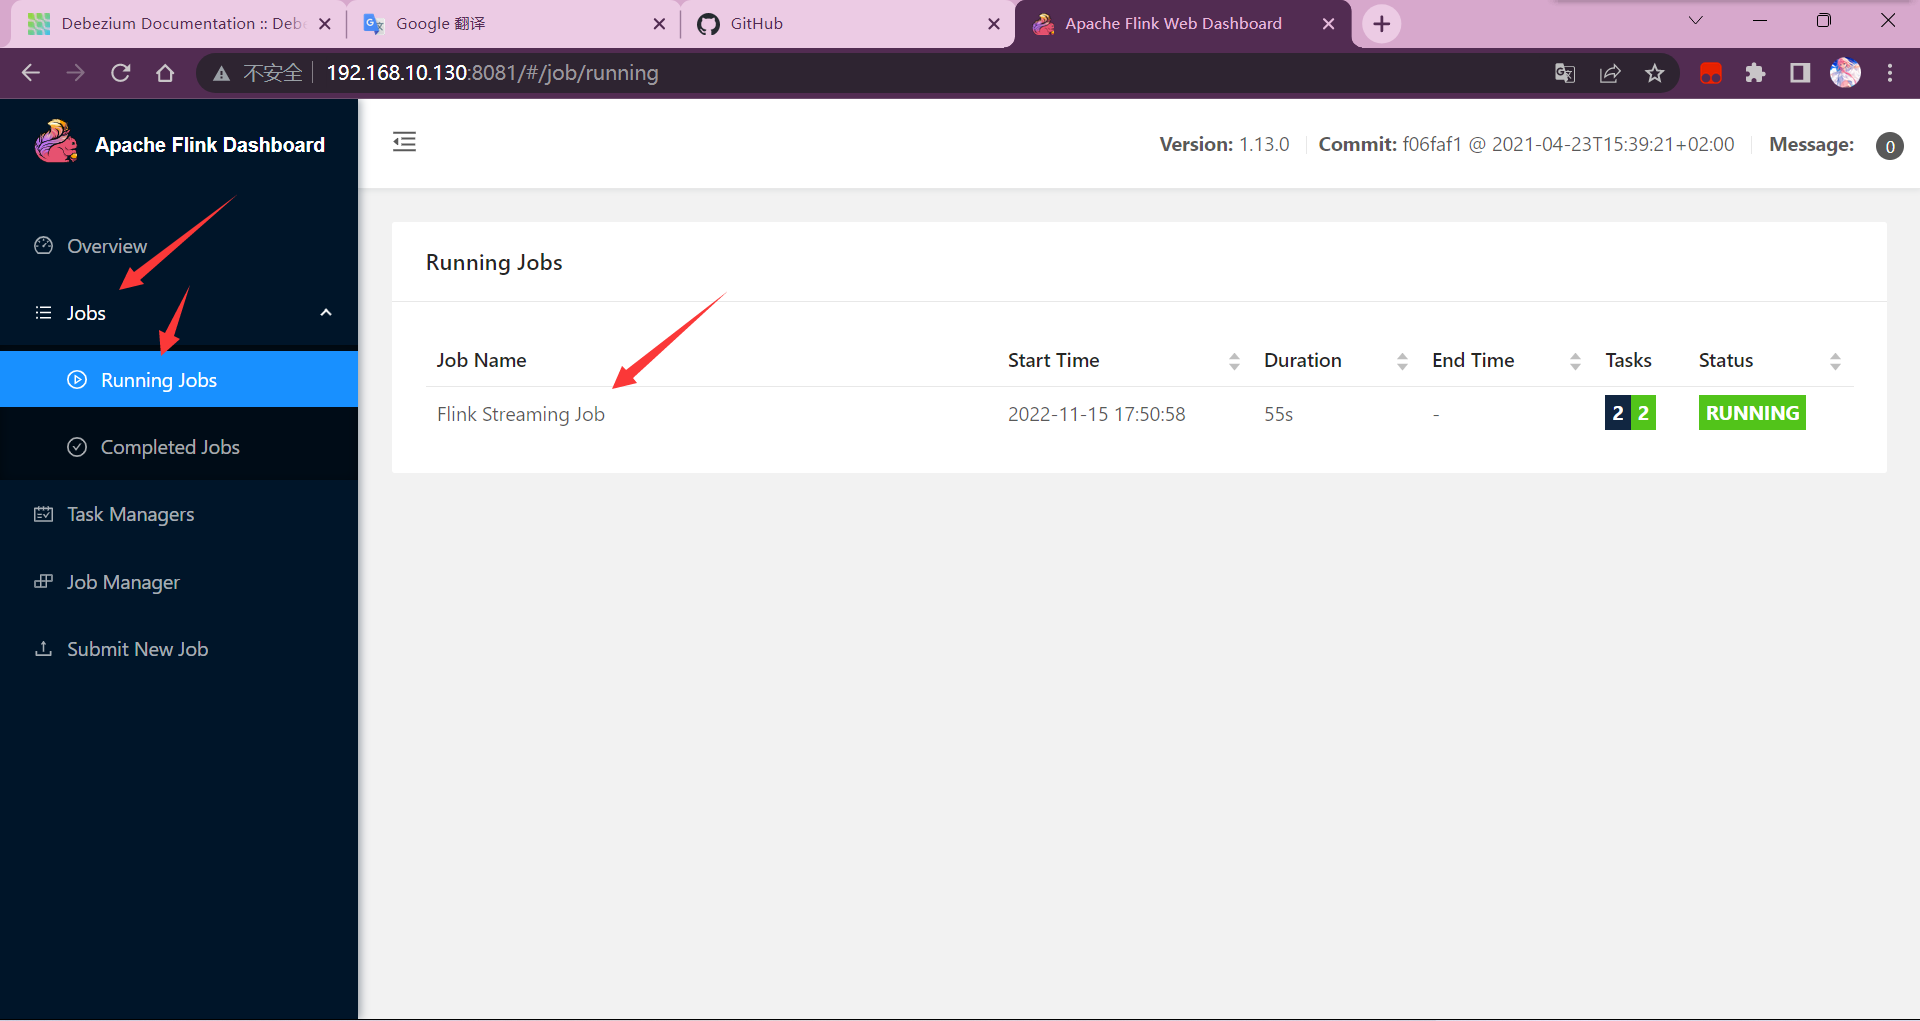 Debezium Documentation :: Deb
Google 翻译
GitHub
Apache Flink Web Dashboard
不安全
192.168.10.130:8081/#/job/running
Apache Flink Dashboard
Version: 1.13.0
Commit: f06faf1 @ 2021-04-23T15:39:21+02:00
Message: 0
Overview
Jobs
Running Jobs
Completed Jobs
Task Managers
Job Manager
Submit New Job
Running Jobs
Job Name Start Time Duration End Time Tasks Status
Flink Streaming Job 2022-11-15 17:50:58 55s - 2 2 RUNNING